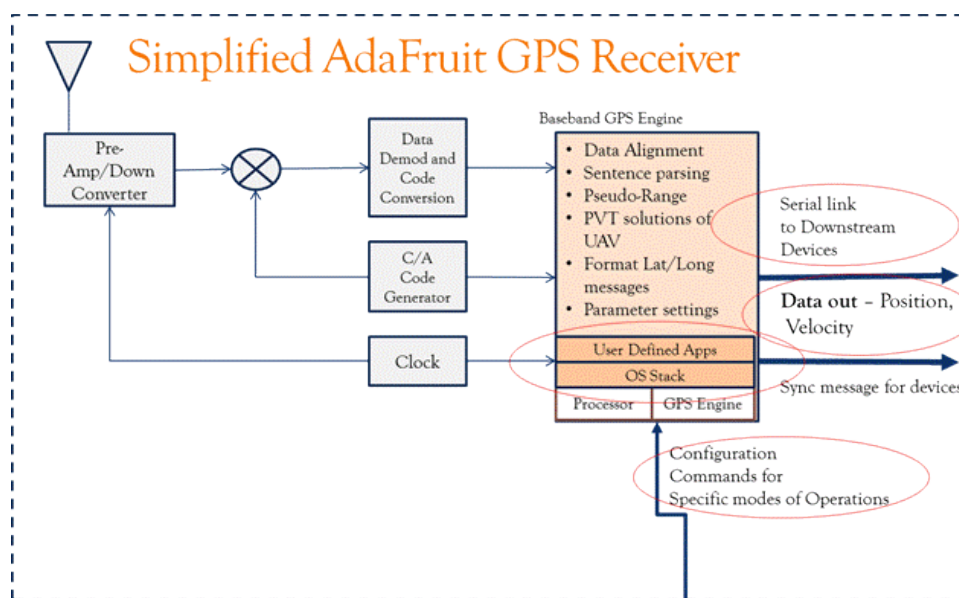 Simplified AdaFruit GPS Receiver
Pre-
Amp/Down
Converter
Data
Demod and
Code
Conversion
C/A
Code
Generator
Clock
Baseband GPS Engine
• Data Alignment
• Sentence parsing
• Pseudo-Range
• PVT solutions of
UAV
• Format Lat/Long
messages
• Parameter settings
User Defined Apps
OS Stack
Processor
GPS Engine
Serial link
to Downstream
Devices
Data out – Position,
Velocity
Sync message for devices
Configuration
Commands for
Specific modes of Operations